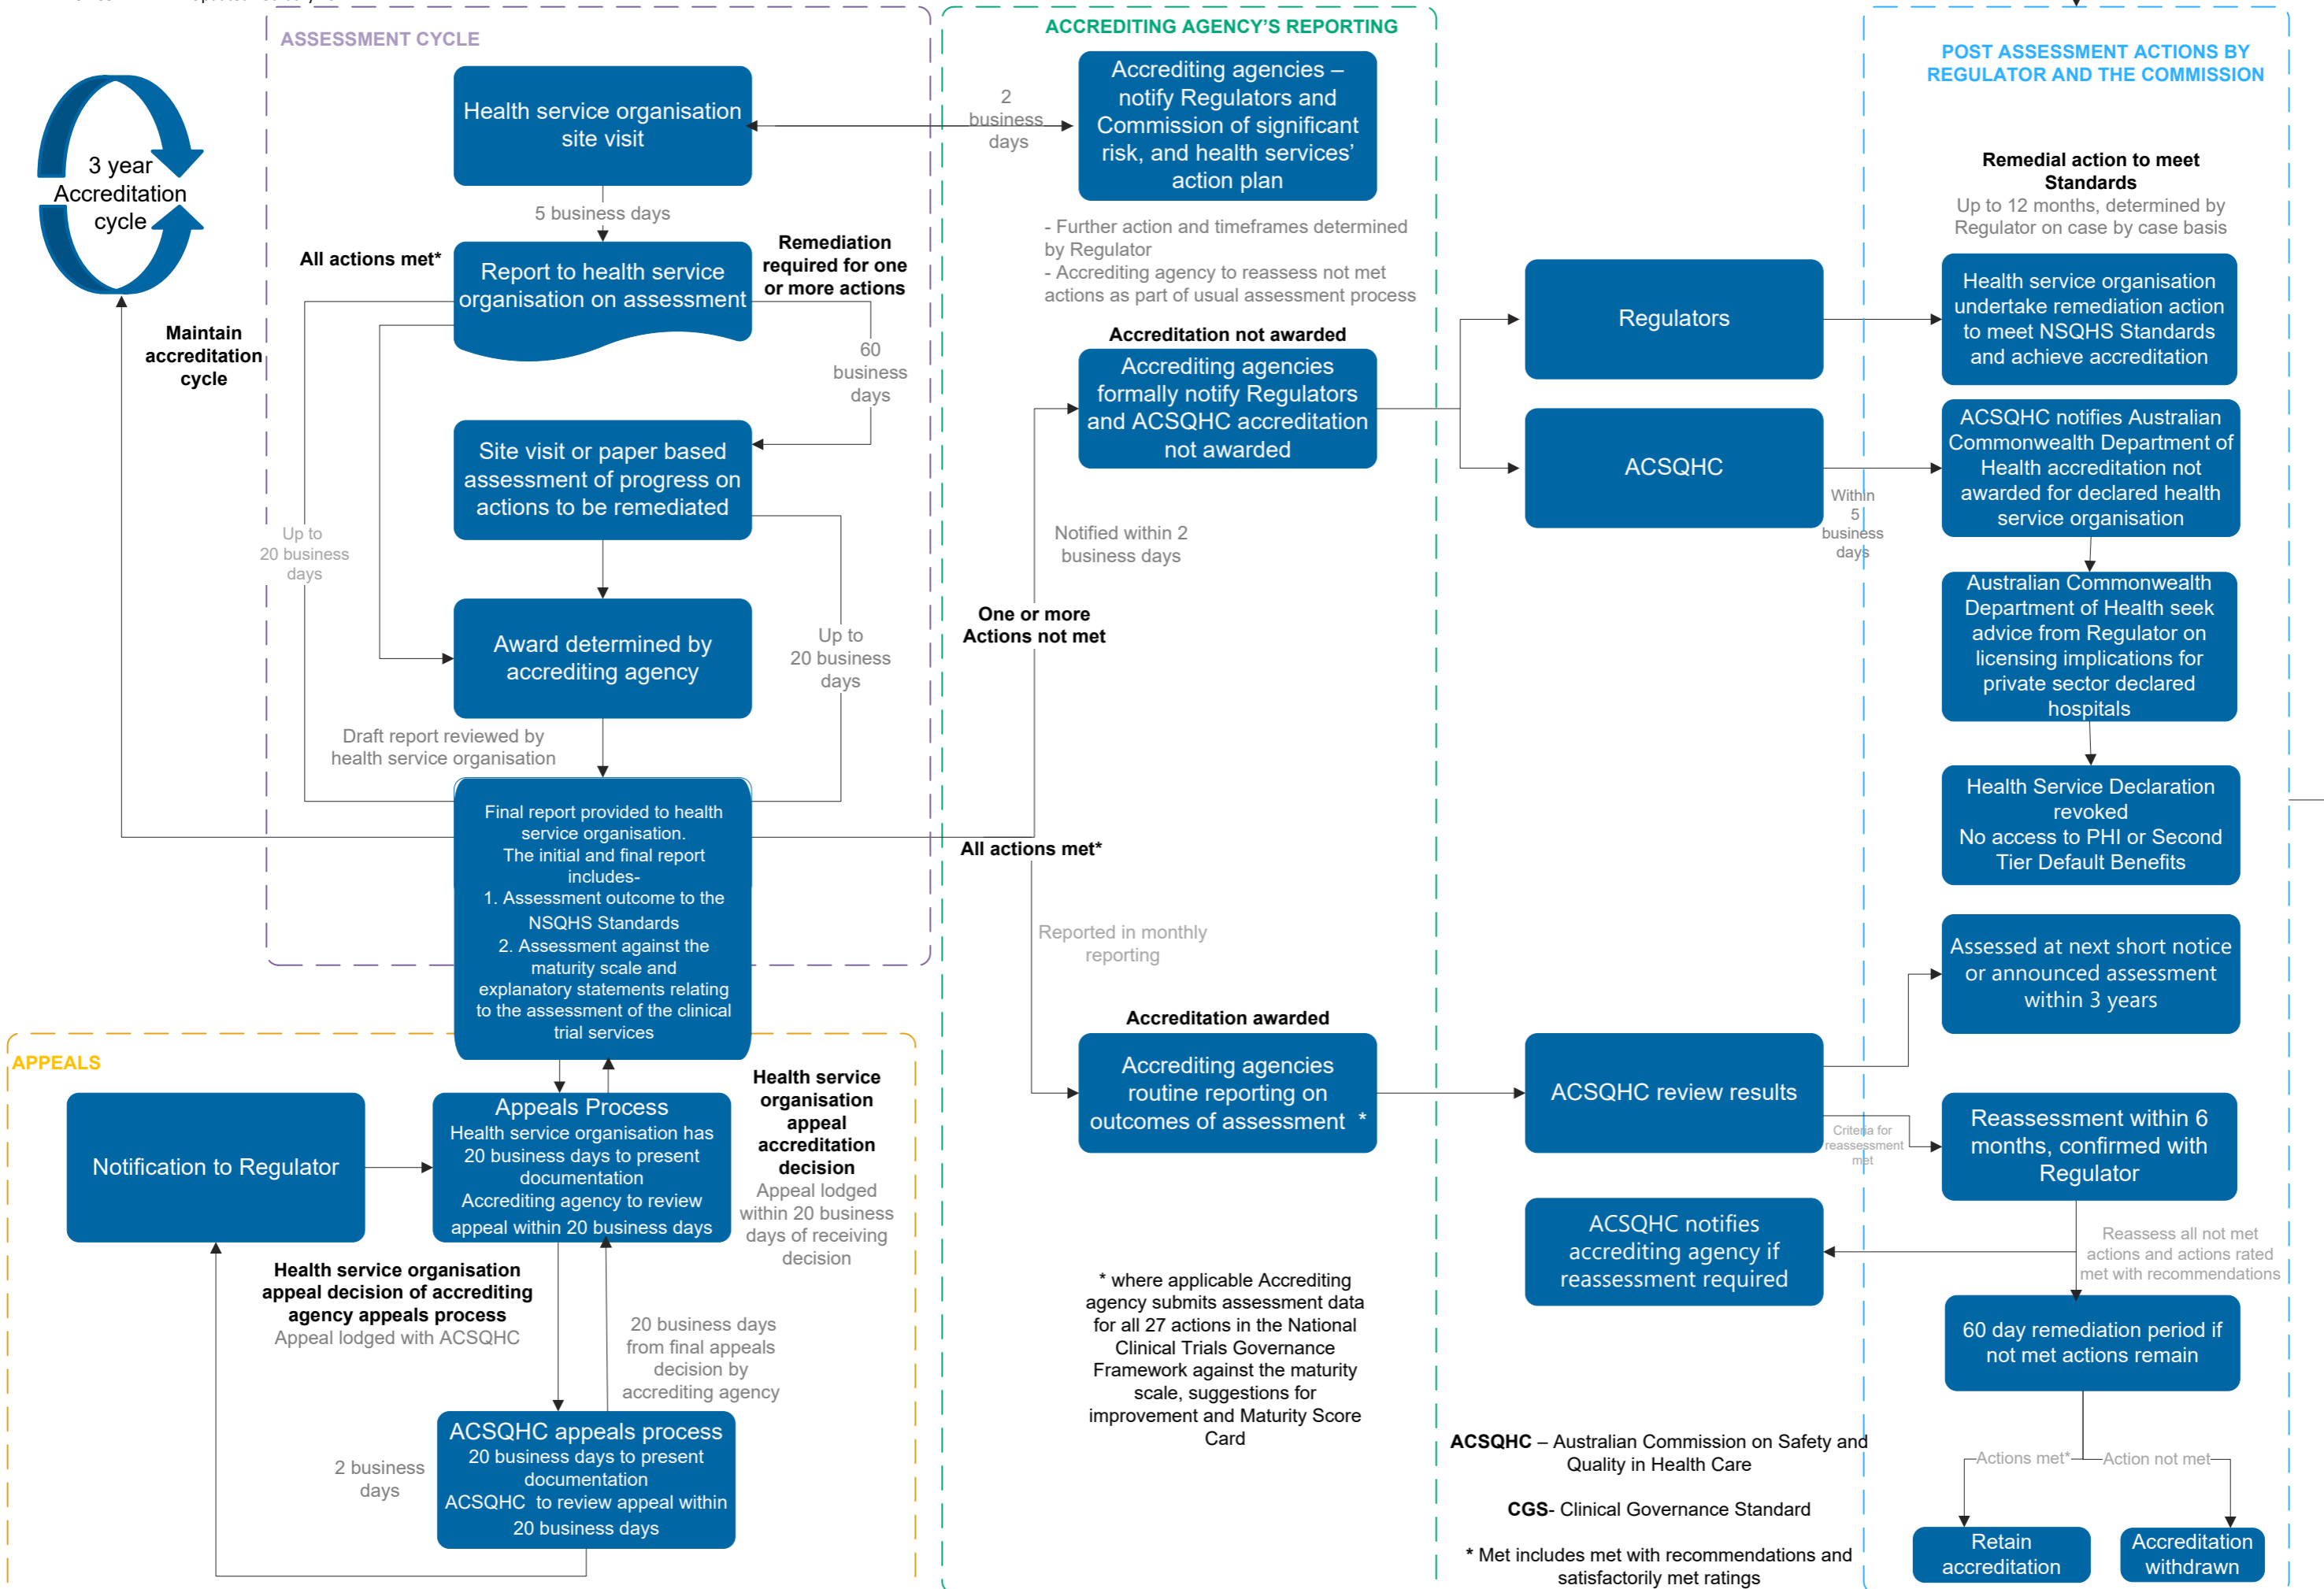 ASSESSMENT CYCLE
3 year
Accreditation
cycle
Maintain
accreditation
cycle
Health service organisation
site visit
5 business days
All actions met*
Report to health service
organisation on assessment
Remediation
required for one
or more actions
60
business
days
Site visit or paper based
assessment of progress on
actions to be remediated
Up to
20 business
days
Award determined by
accrediting agency
Up to
20 business
days
Draft report reviewed by
health service organisation
Final report provided to health
service organisation.
The initial and final report
includes-
1. Assessment outcome to the
NSQHS Standards
2. Assessment against the
maturity scale and
explanatory statements relating
to the assessment of the clinical
trial services
APPEALS
Notification to Regulator
Appeals Process
Health service organisation has
20 business days to present
documentation
Accrediting agency to review
appeal within 20 business days
Health service
organisation
appeal
accreditation
decision
Appeal lodged
within 20 business
days of receiving
decision
Health service organisation
appeal decision of accrediting
agency appeals process
Appeal lodged with ACSQHC
20 business days
from final appeals
decision by
accrediting agency
ACSQHC appeals process
20 business days to present
documentation
ACSQHC to review appeal within
20 business days
2 business
days
ACCREDITING AGENCY'S REPORTING
2
business
days
Accrediting agencies –
notify Regulators and
Commission of significant
risk, and health services'
action plan
- Further action and timeframes determined
by Regulator
- Accrediting agency to reassess not met
actions as part of usual assessment process
Accreditation not awarded
Accrediting agencies
formally notify Regulators
and ACSQHC accreditation
not awarded
Notified within 2
business days
One or more
Actions not met
All actions met*
Reported in monthly
reporting
Accreditation awarded
Accrediting agencies
routine reporting on
outcomes of assessment *
* where applicable Accrediting
agency submits assessment data
for all 27 actions in the National
Clinical Trials Governance
Framework against the maturity
scale, suggestions for
improvement and Maturity Score
Card
Regulators
ACSQHC
Within
5
business
days
ACSQHC review results
Criteria for
reassessment
met
ACSQHC notifies
accrediting agency if
reassessment required
ACSQHC – Australian Commission on Safety and
Quality in Health Care
CGS- Clinical Governance Standard
* Met includes met with recommendations and
satisfactorily met ratings
POST ASSESSMENT ACTIONS BY
REGULATOR AND THE COMMISSION
Remedial action to meet
Standards
Up to 12 months, determined by
Regulator on case by case basis
Health service organisation
undertake remediation action
to meet NSQHS Standards
and achieve accreditation
ACSQHC notifies Australian
Commonwealth Department of
Health accreditation not
awarded for declared health
service organisation
Australian Commonwealth
Department of Health seek
advice from Regulator on
licensing implications for
private sector declared
hospitals
Health Service Declaration
revoked
No access to PHI or Second
Tier Default Benefits
Assessed at next short notice
or announced assessment
within 3 years
Reassessment within 6
months, confirmed with
Regulator
Reassess all not met
actions and actions rated
met with recommendations
60 day remediation period if
not met actions remain
Actions met*
Action not met
Retain
accreditation
Accreditation
withdrawn